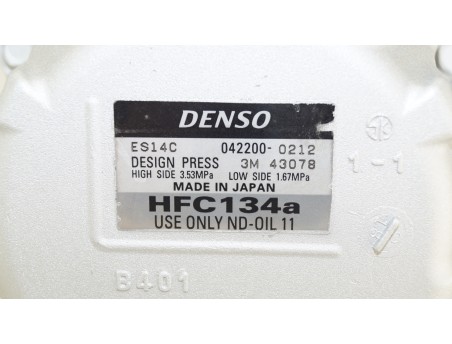 DENSO
ES14C 042200-0212
DESIGN PRESS 3M 43078
HIGH SIDE 3.53MPa LOW SIDE 1.67MPa
MADE IN JAPAN
HFC134a
USE ONLY ND-OIL 11
1-1
B401